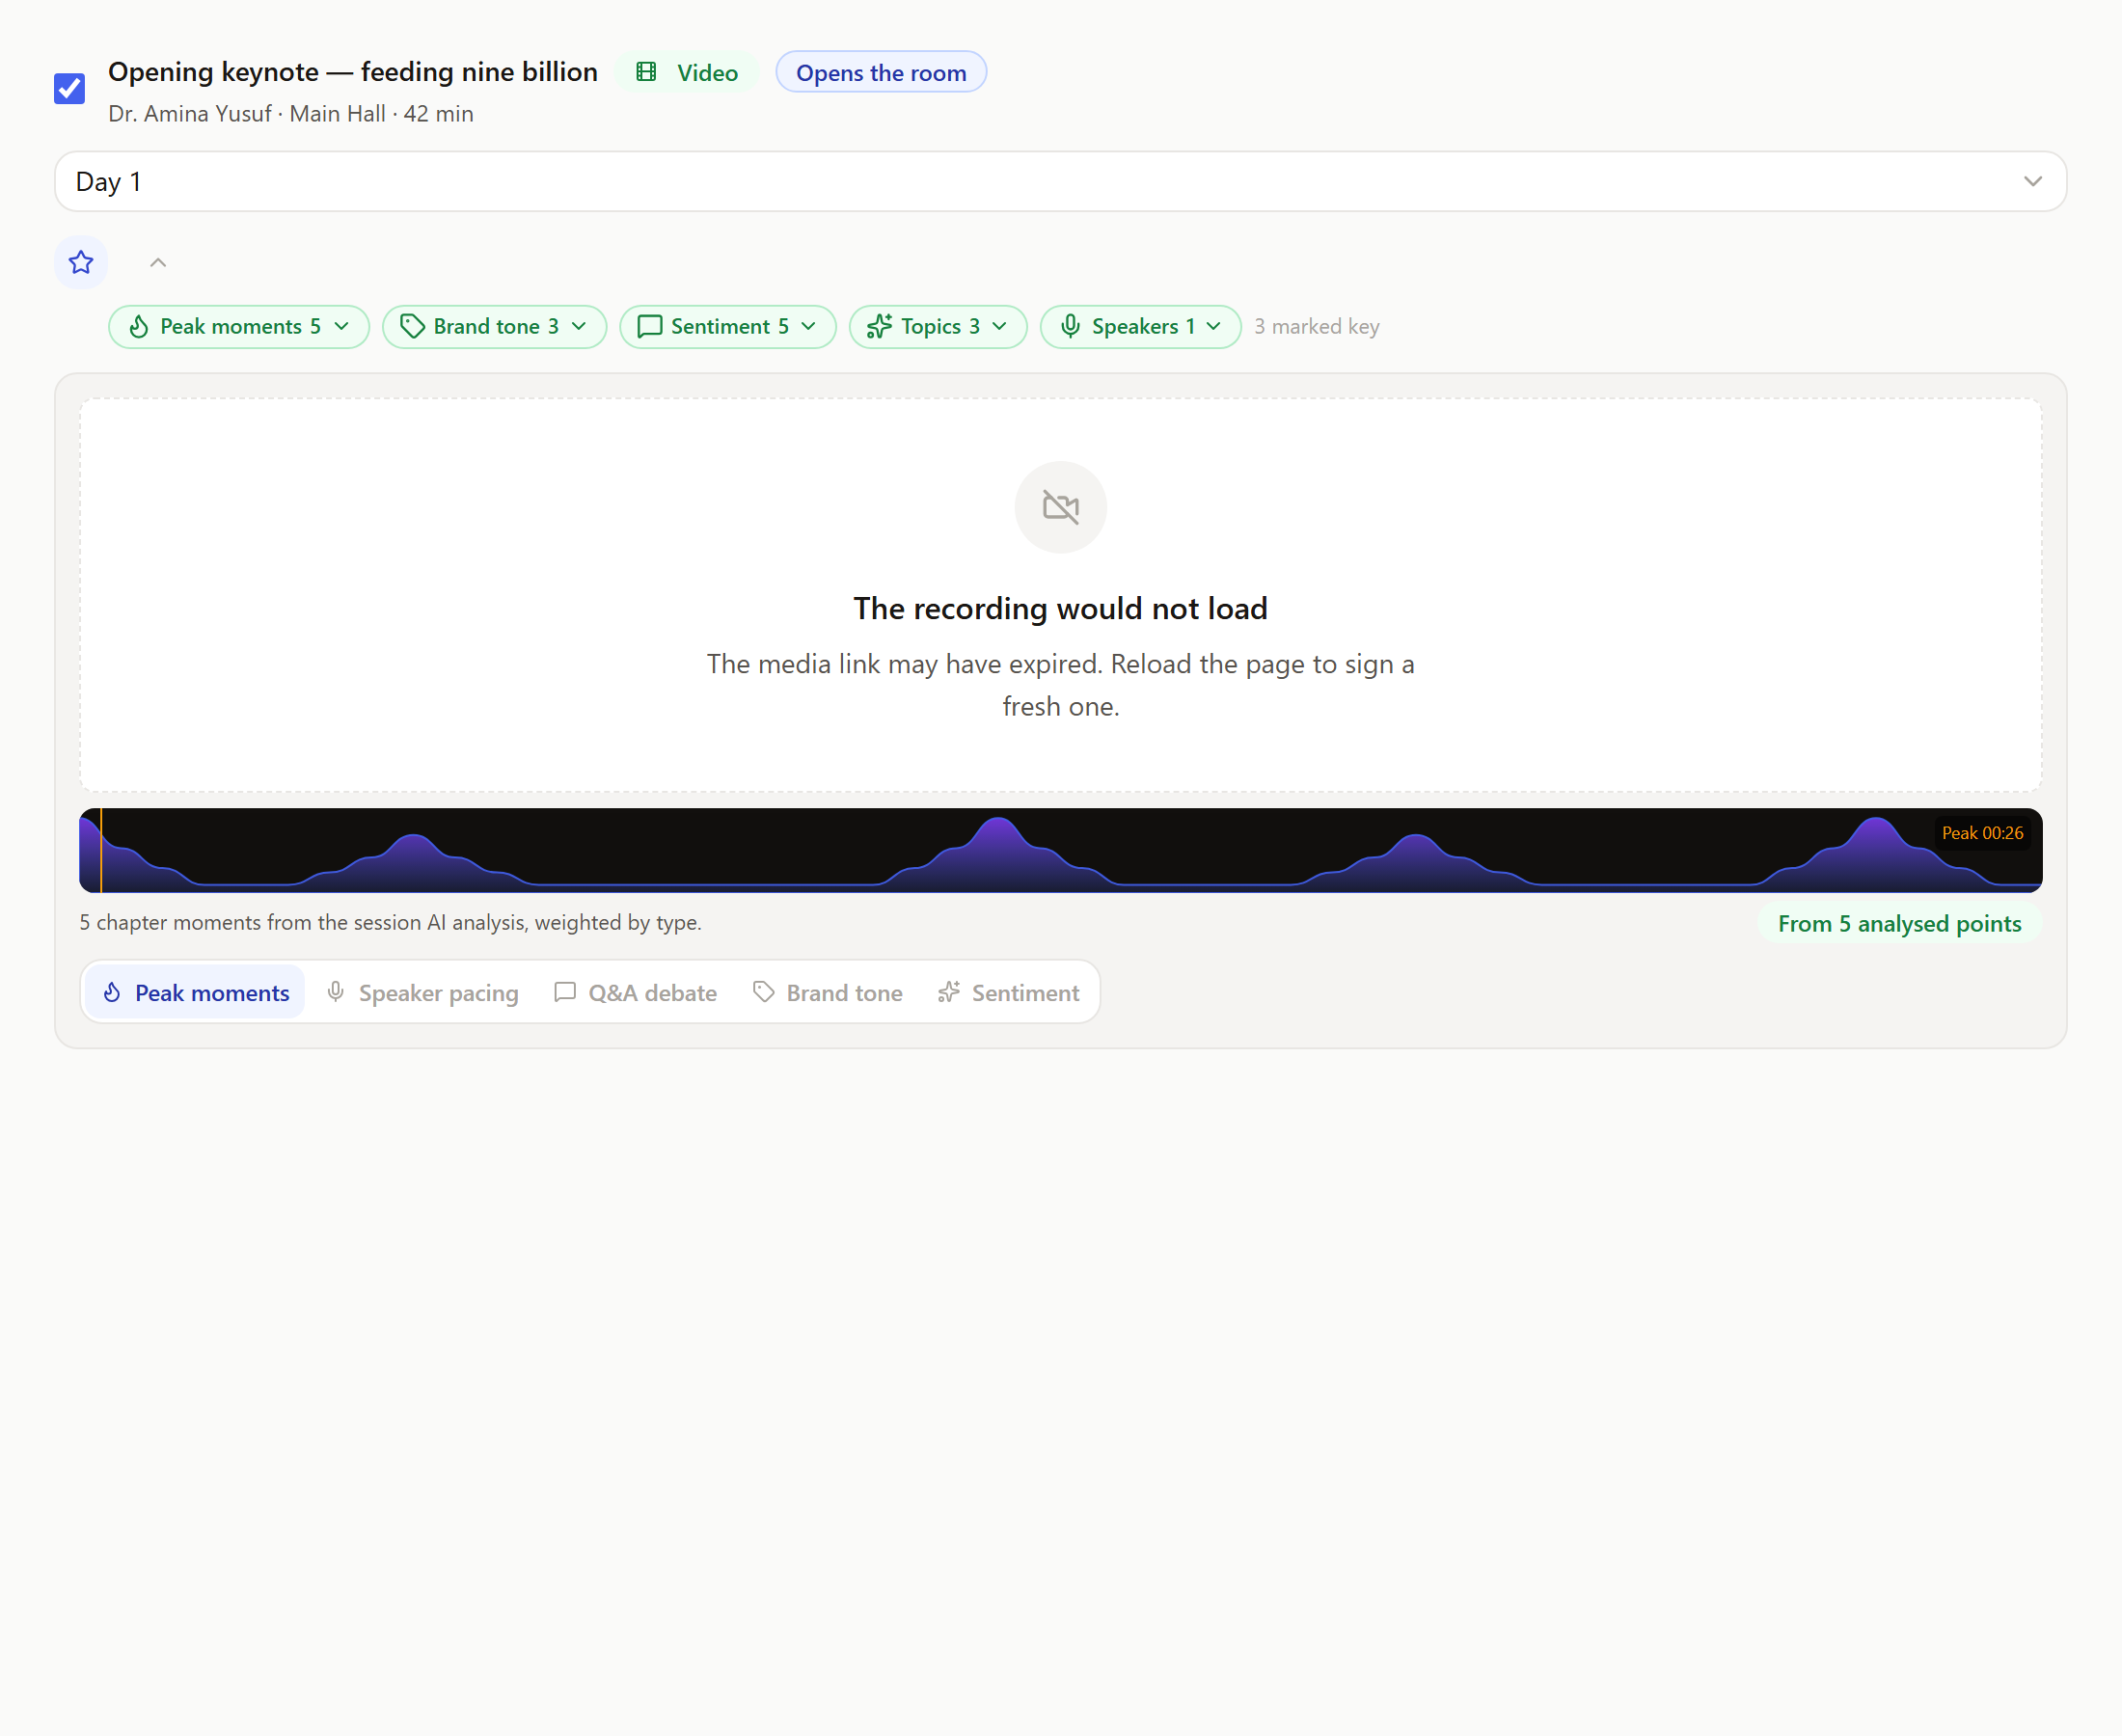 Opening keynote — feeding nine billion
Video
Opens the room
Dr. Amina Yusuf · Main Hall · 42 min
Day 1
Peak moments 5
Brand tone 3
Sentiment 5
Topics 3
Speakers 1
3 marked key
The recording would not load
The media link may have expired. Reload the page to sign a
fresh one.
Peak 00:26
5 chapter moments from the session AI analysis, weighted by type.
From 5 analysed points
Peak moments
Speaker pacing
Q&A debate
Brand tone
Sentiment